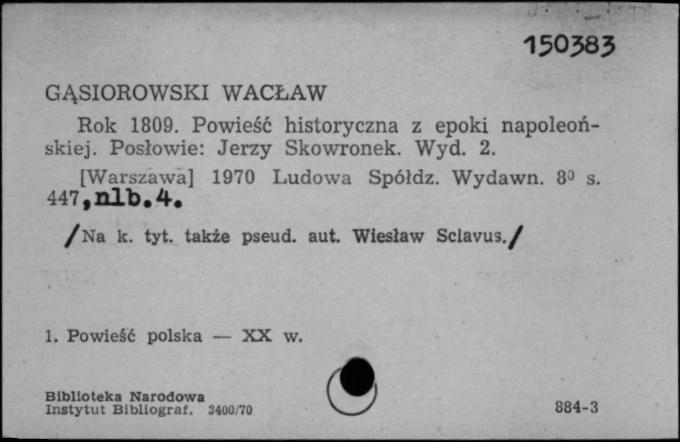 150383
GĄSIOROWSKI WACŁAW
Rok 1809. Powieść historyczna z epoki napoleoń-
skiej. Posłowie: Jerzy Skowronek. Wyd. 2.
[Warszawa] 1970 Ludowa Spółdz. Wydawn. 8⁰ s.
447,nlb.4.
/Na k. tyt. także pseud. aut. Wiesław Sclavus./
1. Powieść polska — XX w.
Biblioteka Narodowa
Instytut Bibliograf. 3400/70
884-3